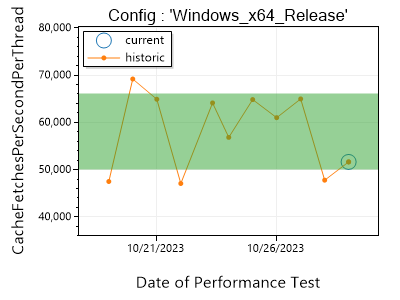 Config : 'Windows_x64_Release'
CacheFetchesPerSecondPerThread
80,000
70,000
60,000
50,000
40,000
current
historic
10/21/2023
10/26/2023
Date of Performance Test